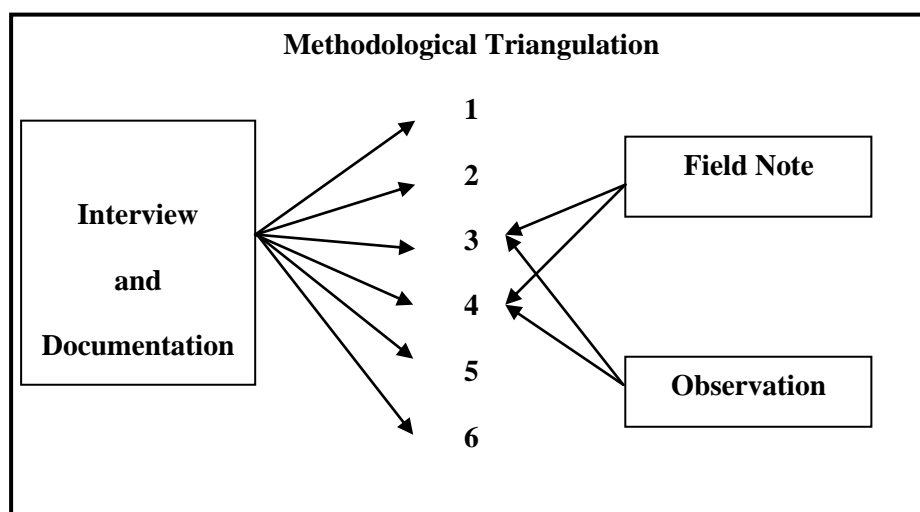 Methodological Triangulation
Interview
and
Documentation
1
2
3
4
5
6
Field Note
Observation